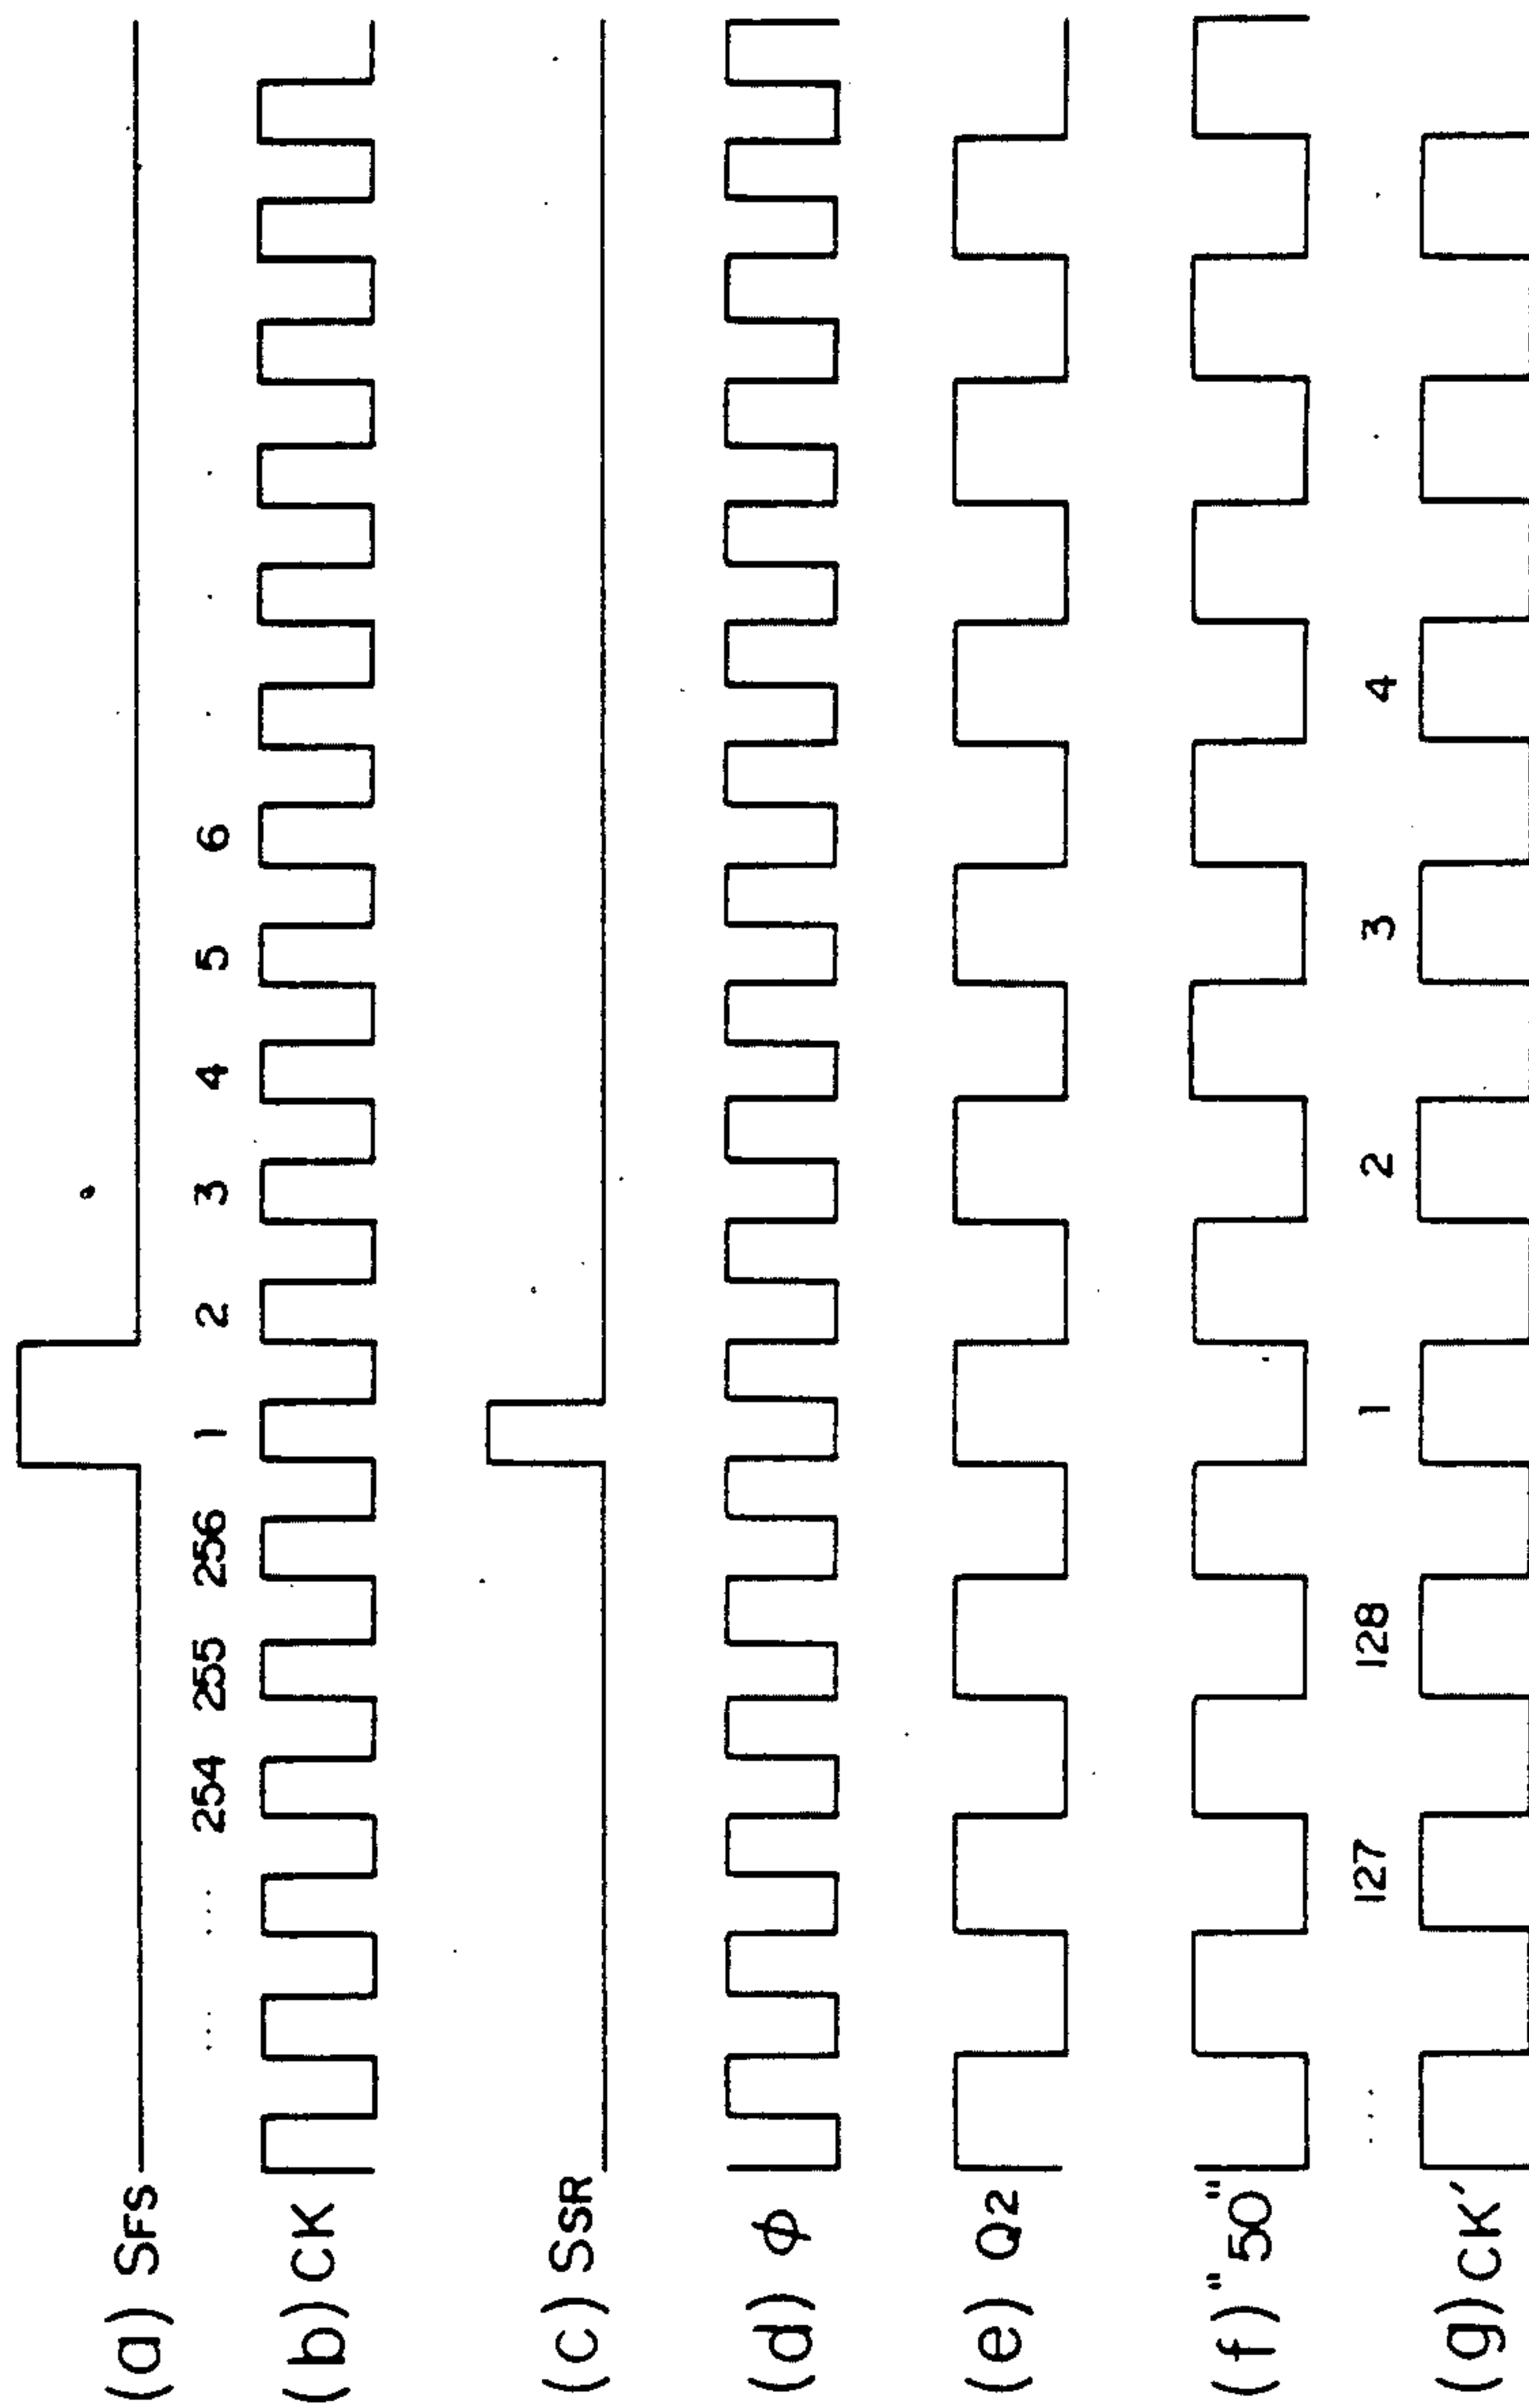 (a) SFS
.... .... 254 255 256 1 2 3 4 5 6 . . .
(b) CK
(c) SSR
(d) ϕ
(e) Q2
(f) "50"
... 127 128 1 2 3 4 . .
(g) CK'